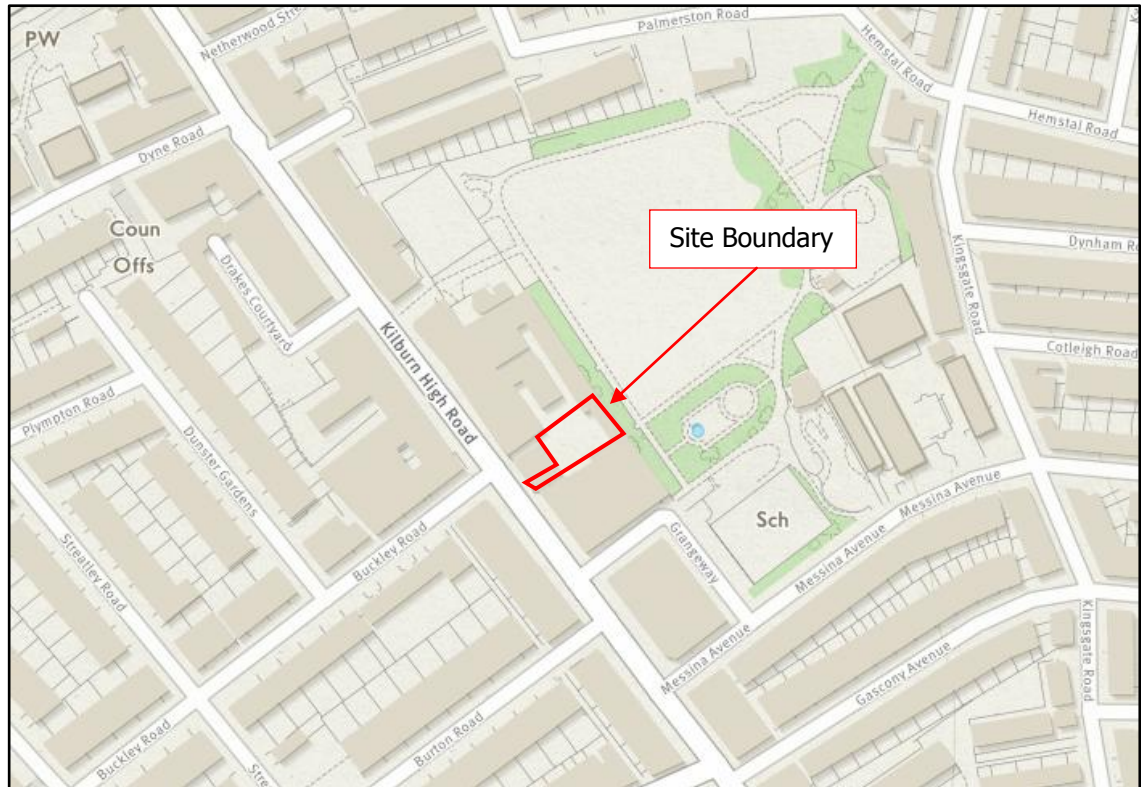 Palmerston Road
PW
Netherwood Stre
Hemstal Road
Hemstal Road
Dyne Road
Coun
Offs
Site Boundary
Drakes Courtyard
Kingsgate Road
Dynham R
Kilburn High Road
Cotleigh Road
Plympton Road
Dunster Gardens
Sch
Messina Avenue
Grangeway
Streatley Road
Buckley Road
Messina Avenue
Messina Avenue
Gascony Avenue
Kingsgate Road
Burton Road
Buckley Road
Stre